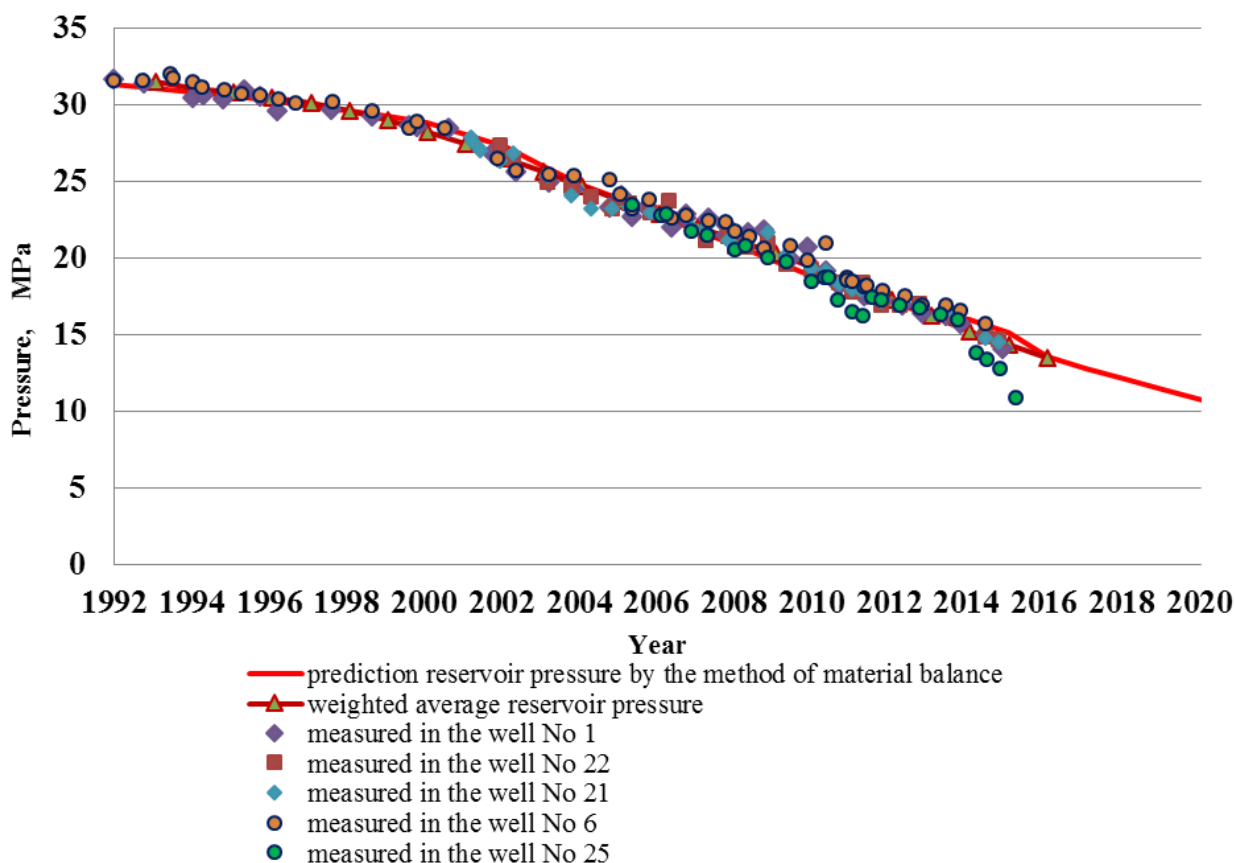 35
30
25
20
15
10
5
0
Pressure, MPa
1992 1994 1996 1998 2000 2002 2004 2006 2008 2010 2012 2014 2016 2018 2020
Year
prediction reservoir pressure by the method of material balance
weighted average reservoir pressure
measured in the well No 1
measured in the well No 22
measured in the well No 21
measured in the well No 6
measured in the well No 25